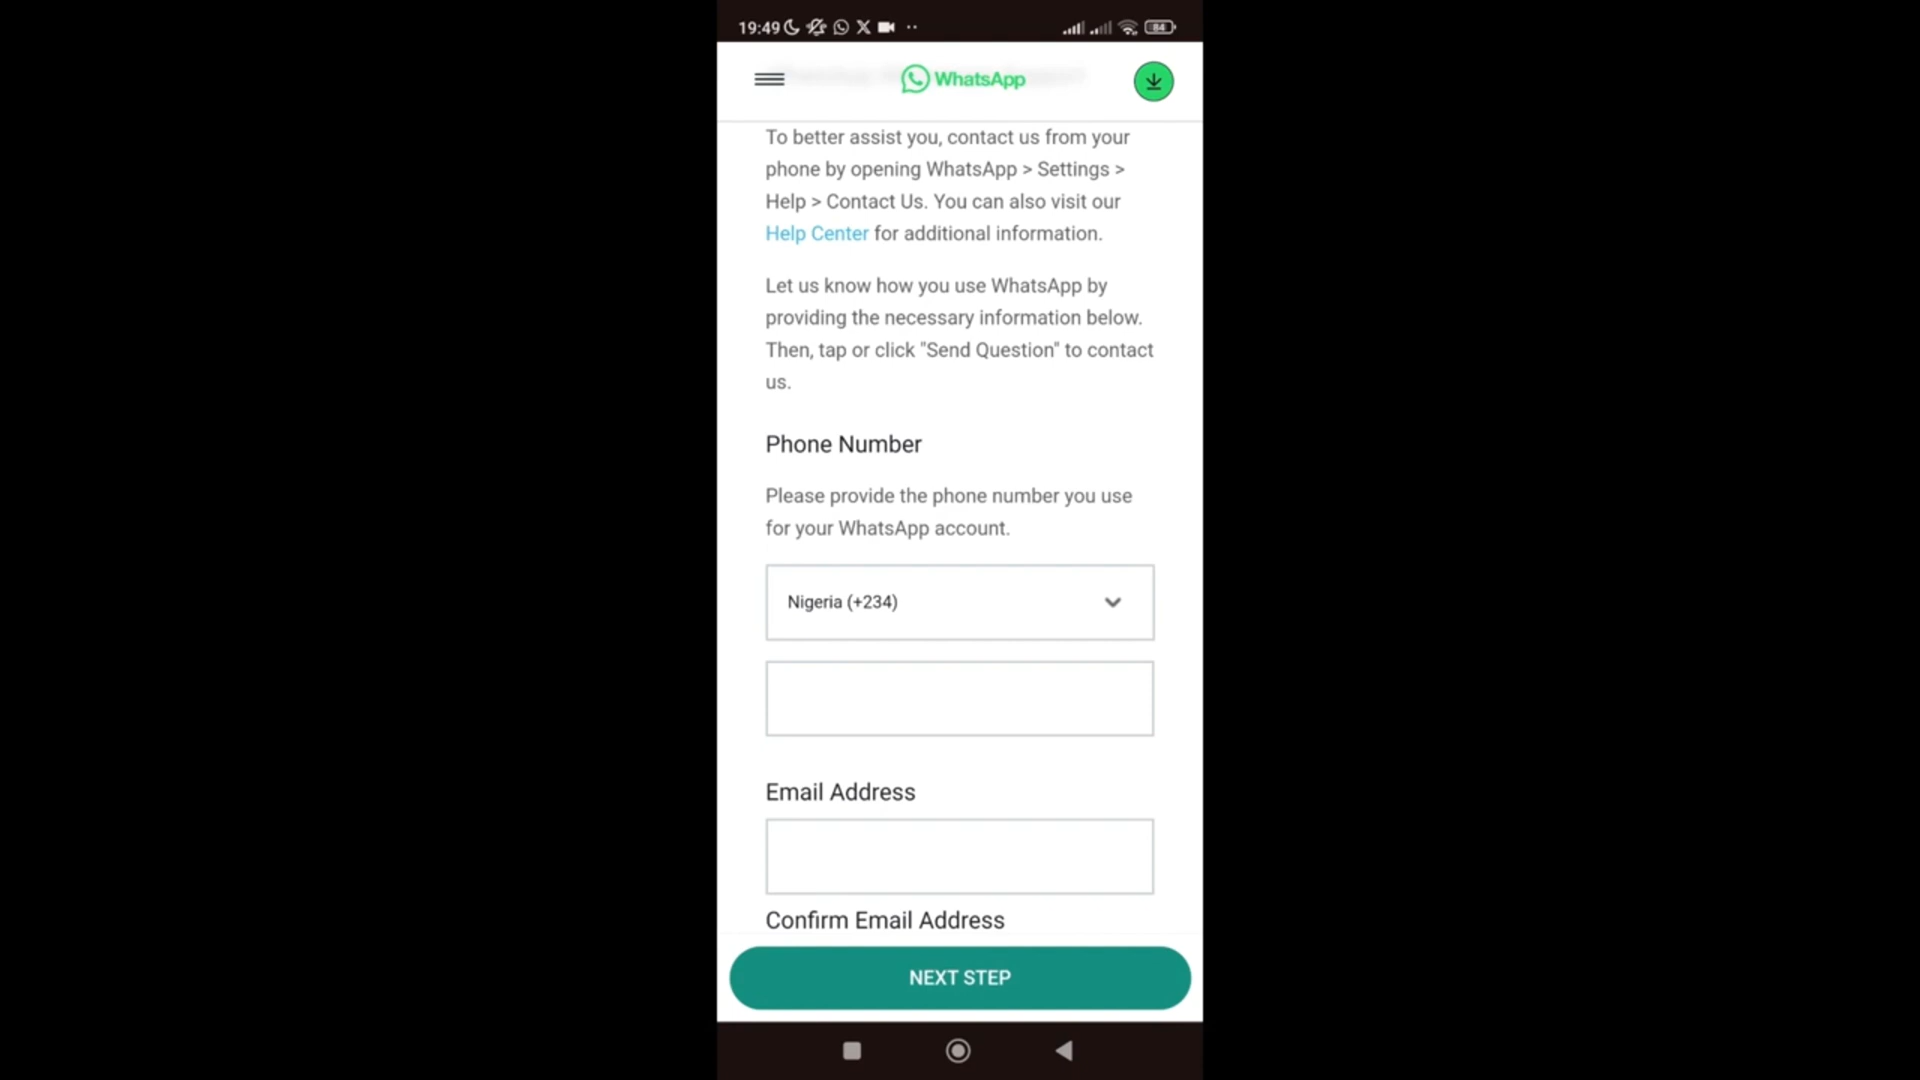 19:49
84
WhatsApp
To better assist you, contact us from your
phone by opening WhatsApp > Settings >
Help > Contact Us. You can also visit our
Help Center for additional information.
Let us know how you use WhatsApp by
providing the necessary information below.
Then, tap or click "Send Question" to contact
us.
Phone Number
Please provide the phone number you use
for your WhatsApp account.
Nigeria (+234)
Email Address
Confirm Email Address
NEXT STEP